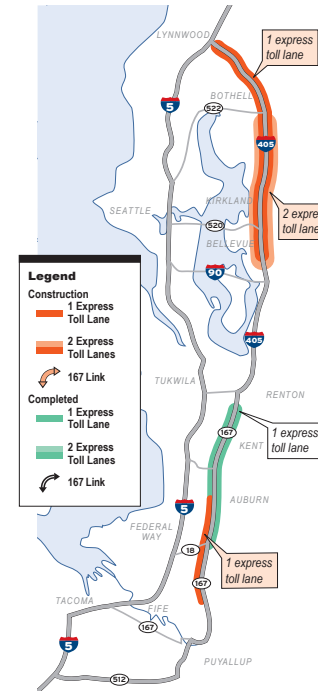 LYNNWOOD
1 express
toll lane
BOTHELL
5
522
405
KIRKLAND
SEATTLE
2 expre
toll lane
520
BELLEVUE
90
Legend
Construction
1 Express
Toll Lane
2 Express
Toll Lanes
167 Link
Completed
1 Express
Toll Lane
2 Express
Toll Lanes
167 Link
405
TUKWILA
RENTON
167
1 express
toll lane
KENT
AUBURN
5
FEDERAL
WAY
18
1 express
toll lane
167
TACOMA
FIFE
167
5
PUYALLUP
512